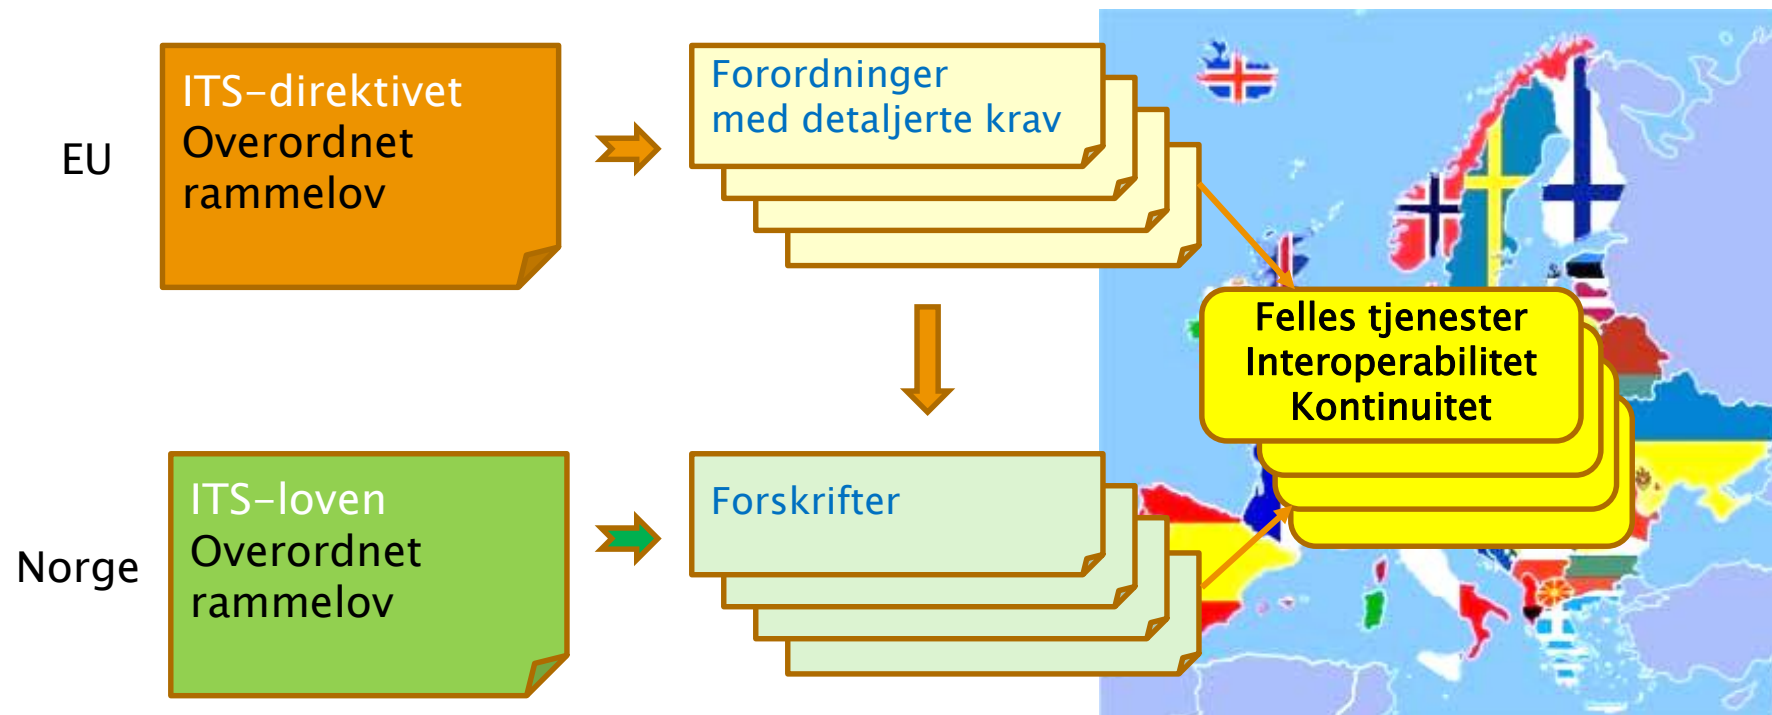 EU
ITS-direktivet
Overordnet
rammelov
Forordninger
med detaljerte krav
Felles tjenester
Interoperabilitet
Kontinuitet
Norge
ITS-loven
Overordnet
rammelov
Forskrifter